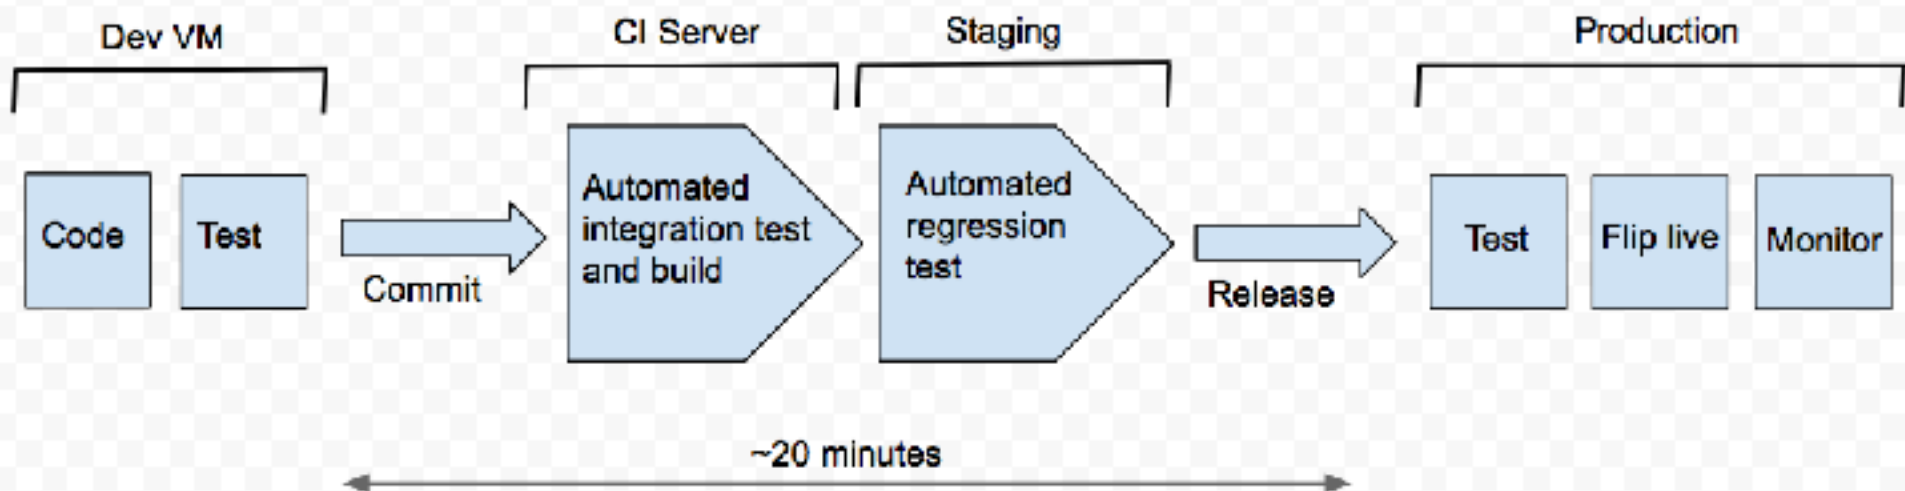 Dev VM
CI Server
Staging
Production
Code
Test
Commit
Automated
integration test
and build
Automated
regression
test
Release
Test
Flip live
Monitor
~20 minutes